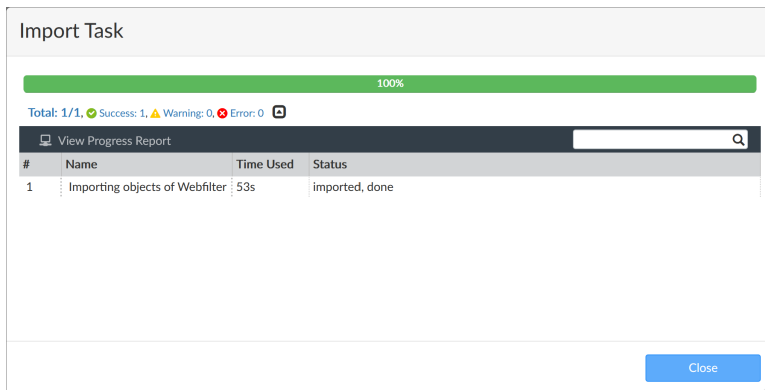 Import Task
100%
Total: 1/1, Success: 1, Warning: 0, Error: 0
View Progress Report
# Name Time Used Status
1 Importing objects of Webfilter 53s imported, done
Close